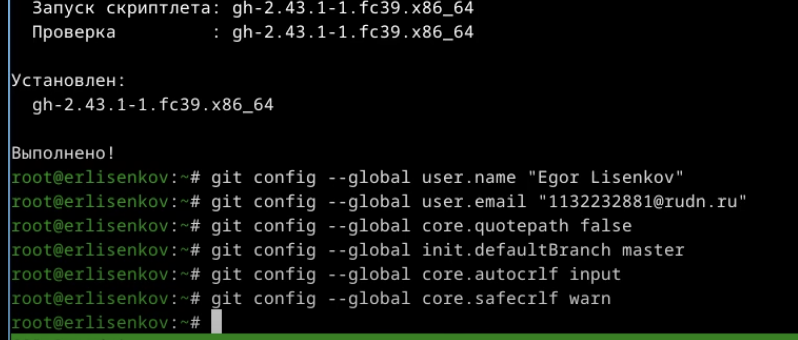 Запуск скриптлета: gh-2.43.1-1.fc39.x86_64
Проверка : gh-2.43.1-1.fc39.x86_64
Установлен:
gh-2.43.1-1.fc39.x86_64
Выполнено!
root@erlisenkov:~# git config --global user.name "Egor Lisenkov"
root@erlisenkov:~# git config --global user.email "1132232881@rudn.ru"
root@erlisenkov:~# git config --global core.quotepath false
root@erlisenkov:~# git config --global init.defaultBranch master
root@erlisenkov:~# git config --global core.autocrlf input
root@erlisenkov:~# git config --global core.safecrlf warn
root@erlisenkov:~#